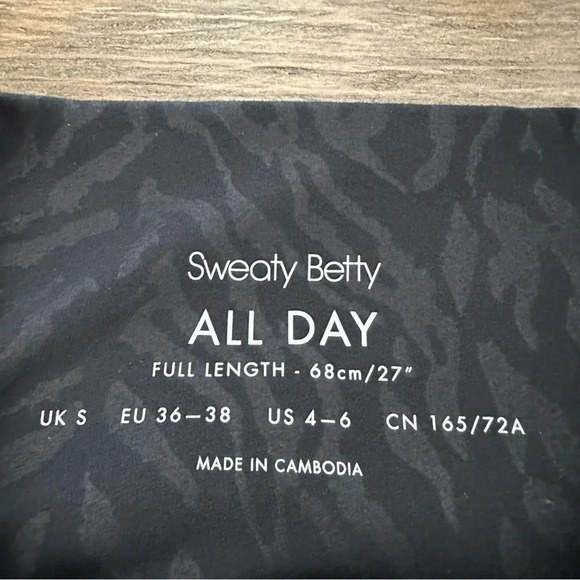 Sweaty Betty
ALL DAY
FULL LENGTH - 68cm/27"
UK S EU 36–38 US 4–6 CN 165/72A
MADE IN CAMBODIA